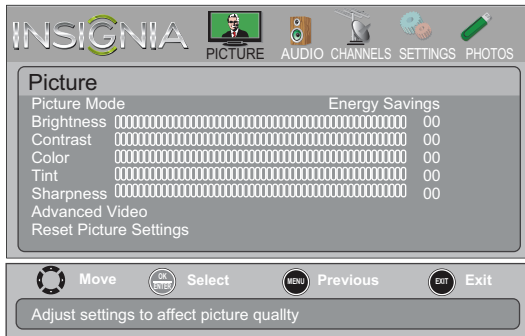 INSIGNIA
PICTURE AUDIO CHANNELS SETTINGS PHOTOS
Picture
Picture Mode Energy Savings
Brightness 00
Contrast 00
Color 00
Tint 00
Sharpness 00
Advanced Video
Reset Picture Settings
Move OK ENTER Select MENU Previous EXIT Exit
Adjust settings to affect picture quallty